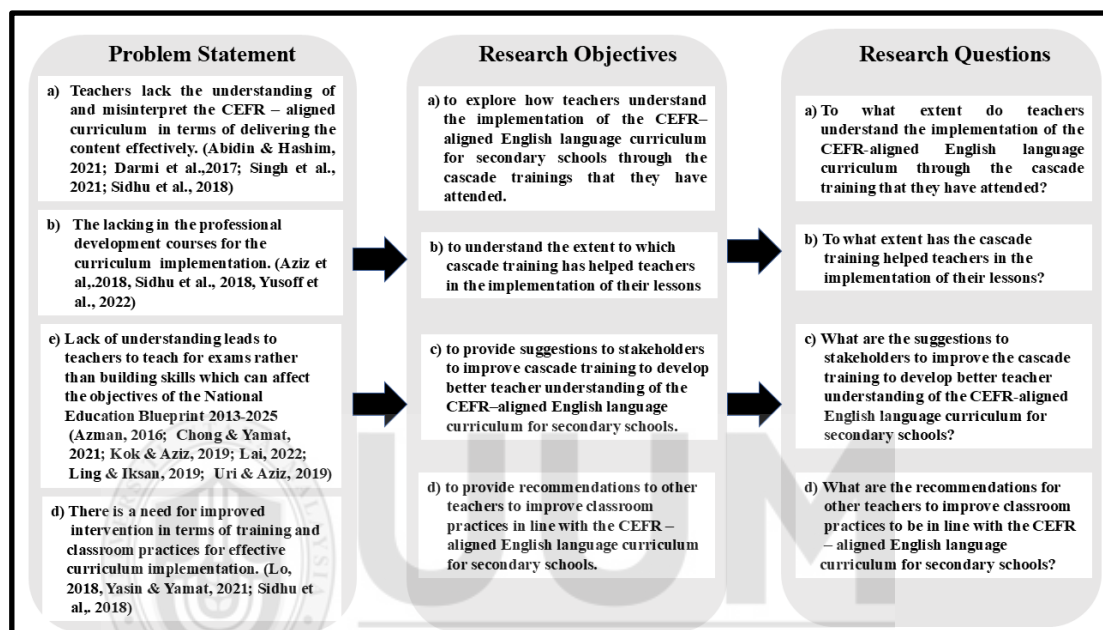 Problem Statement
a) Teachers lack the understanding of
and misinterpret the CEFR – aligned
curriculum in terms of delivering the
content effectively. (Abidin & Hashim,
2021; Darmi et al.,2017; Singh et al.,
2021; Sidhu et al., 2018)
b) The lacking in the professional
development courses for the
curriculum implementation. (Aziz et
al,.2018, Sidhu et al., 2018, Yusoff et
al., 2022)
e) Lack of understanding leads to
teachers to teach for exams rather
than building skills which can affect
the objectives of the National
Education Blueprint 2013-2025
(Azman, 2016; Chong & Yamat,
2021; Kok & Aziz, 2019; Lai, 2022;
Ling & Iksan, 2019; Uri & Aziz, 2019)
d) There is a need for improved
intervention in terms of training and
classroom practices for effective
curriculum implementation. (Lo,
2018, Yasin & Yamat, 2021; Sidhu et
al,. 2018)
Research Objectives
a) to explore how teachers understand
the implementation of the CEFR–
aligned English language curriculum
for secondary schools through the
cascade trainings that they have
attended.
b) to understand the extent to which
cascade training has helped teachers
in the implementation of their lessons
c) to provide suggestions to stakeholders
to improve cascade training to develop
better teacher understanding of the
CEFR–aligned English language
curriculum for secondary schools.
d) to provide recommendations to other
teachers to improve classroom
practices in line with the CEFR –
aligned English language curriculum
for secondary schools.
Research Questions
a) To what extent do teachers
understand the implementation of the
CEFR-aligned English language
curriculum through the cascade
training that they have attended?
b) To what extent has the cascade
training helped teachers in the
implementation of their lessons?
c) What are the suggestions to
stakeholders to improve the cascade
training to develop better teacher
understanding of the CEFR-aligned
English language curriculum for
secondary schools?
d) What are the recommendations for
other teachers to improve classroom
practices to be in line with the CEFR
– aligned English language
curriculum for secondary schools?
UUM